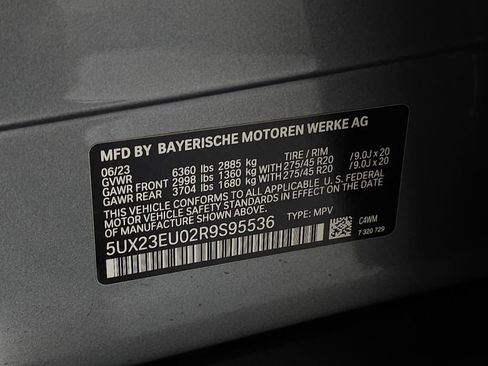 MFD BY BAYERISCHE MOTOREN WERKE AG
06/23 6360 lbs 2885 kg TIRE / RIM
GVWR
GAWR FRONT 2998 lbs 1360 kg WITH 275/45 R20 /9.0J x 20
GAWR REAR 3704 lbs 1680 kg WITH 275/45 R20 /9.0J x 20
THIS VEHICLE CONFORMS TO ALL APPLICABLE U. S. FEDERAL
MOTOR VEHICLE SAFETY STANDARDS IN EFFECT ON THE
DATE OF MANUFACTURE SHOWN ABOVE.
5UX23EU02R9S95536 TYPE: MPV
C4WM
7 320 729